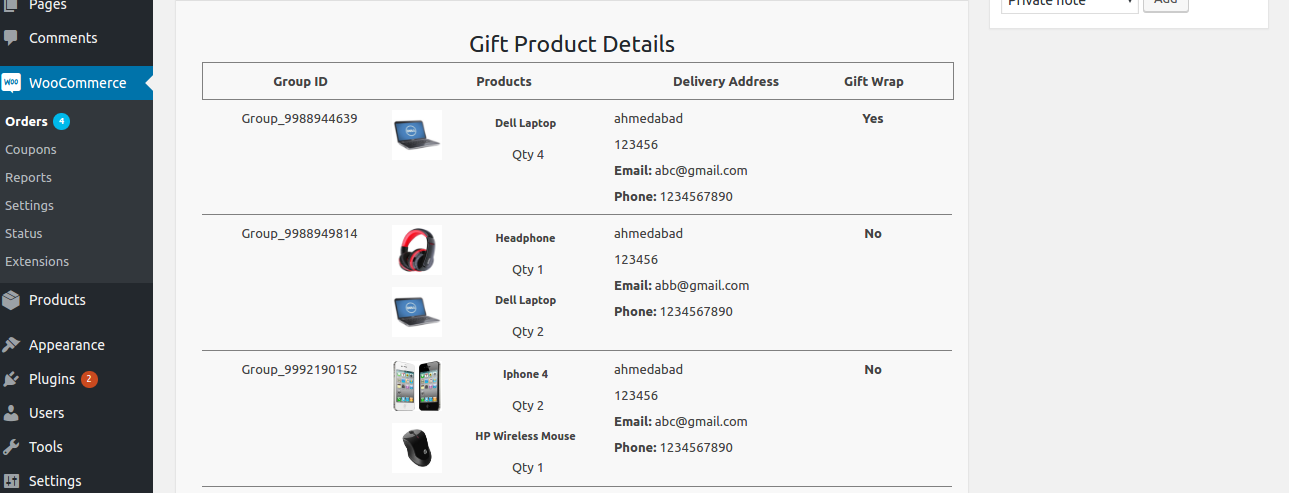 Pages
Comments
WOO
WooCommerce
Orders 4
Coupons
Reports
Settings
Status
Extensions
Products
Appearance
Plugins 2
Users
Tools
Settings
Private note
Add
Gift Product Details
Group ID Products Delivery Address Gift Wrap
Group_9988944639 Dell Laptop ahmedabad Yes
Qty 4 123456
Email: abc@gmail.com
Phone: 1234567890
Group_9988949814 Headphone ahmedabad No
Qty 1 123456
Dell Laptop Email: abb@gmail.com
Qty 2 Phone: 1234567890
Group_9992190152 Iphone 4 ahmedabad No
Qty 2 123456
HP Wireless Mouse Email: abc@gmail.com
Qty 1 Phone: 1234567890